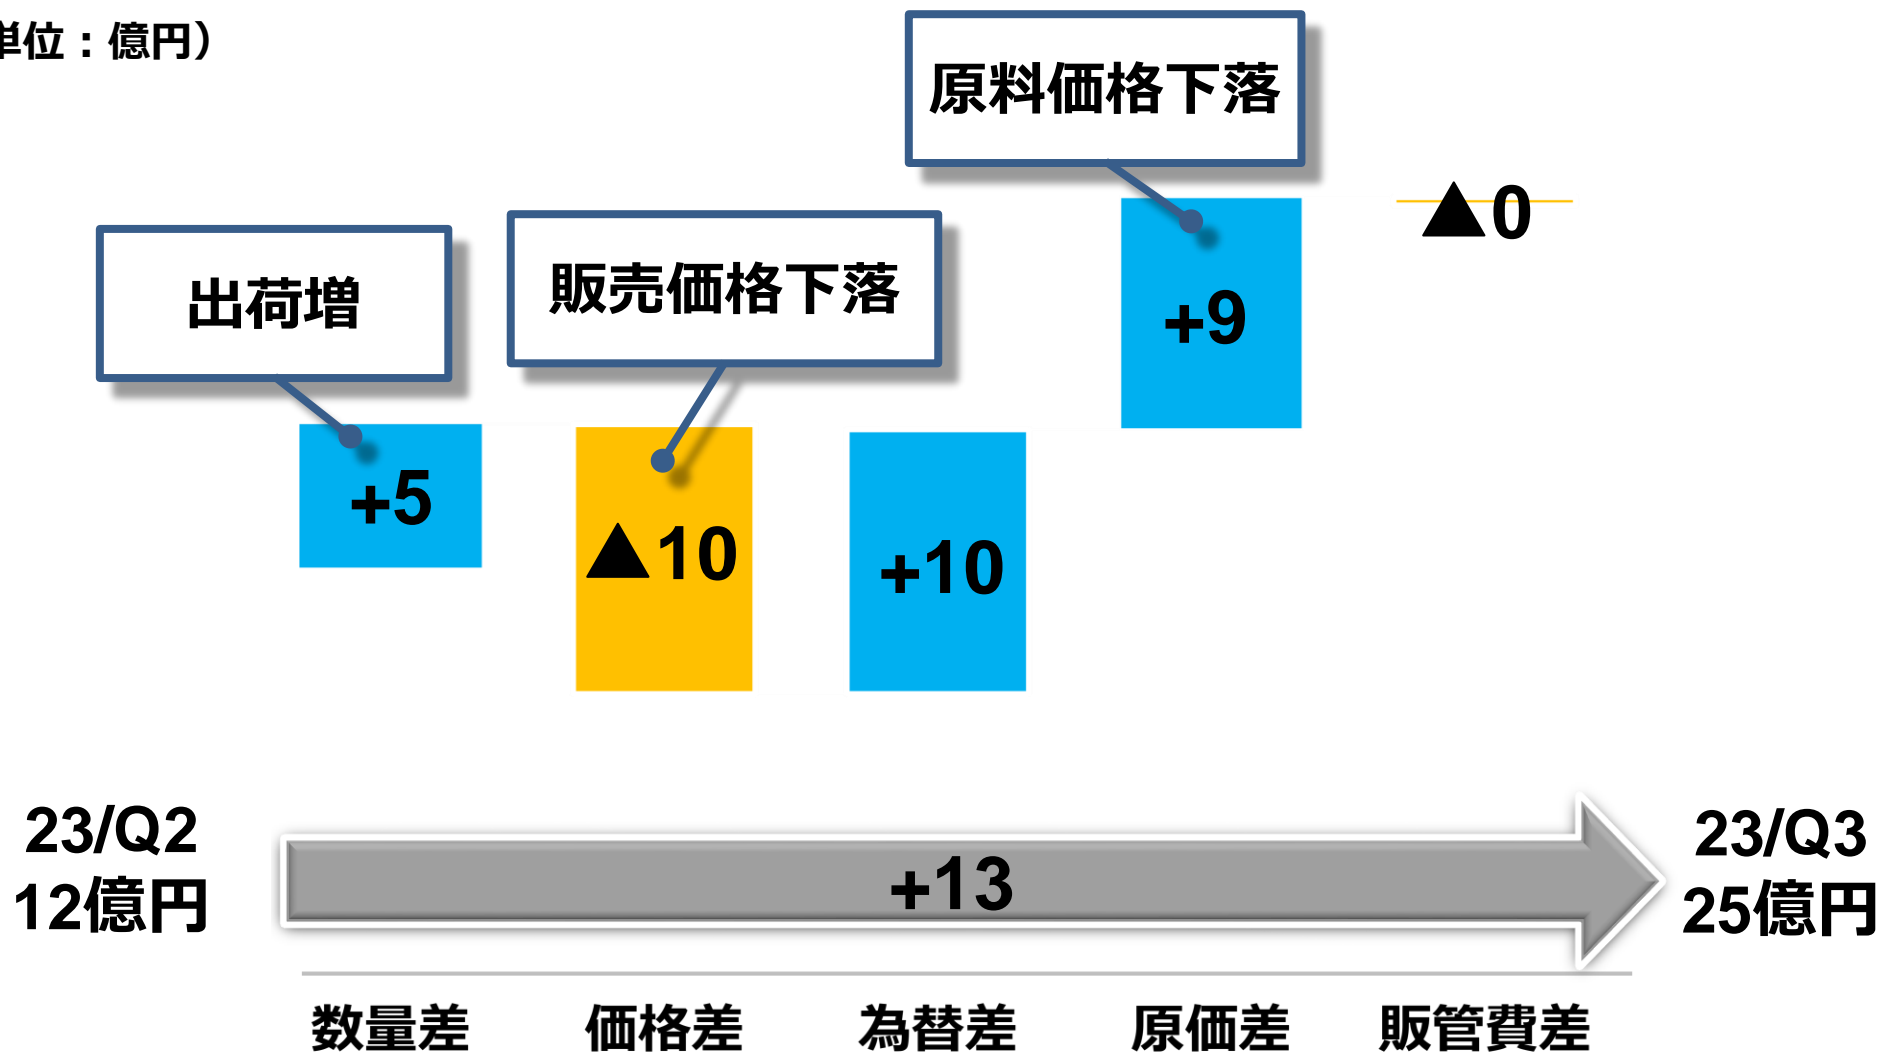 単位：億円）
原料価格下落
▲0
販売価格下落
出荷増
+9
+5
▲10
+10
23/Q2
12億円
+13
23/Q3
25億円
数量差 価格差 為替差 原価差 販管費差